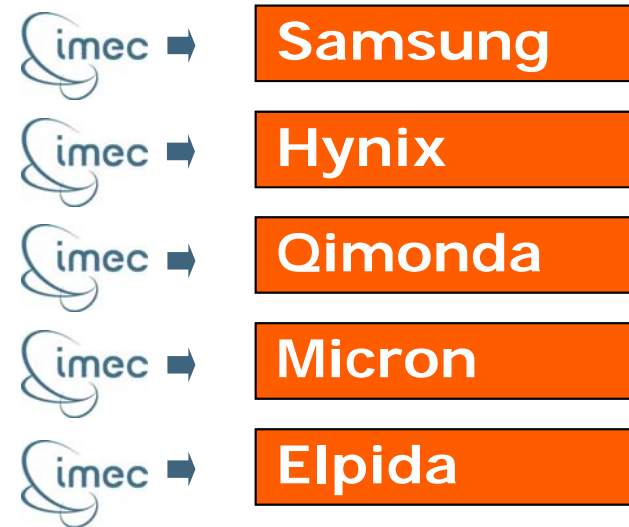 imec Samsung
imec Hynix
imec Qimonda
imec Micron
imec Elpida